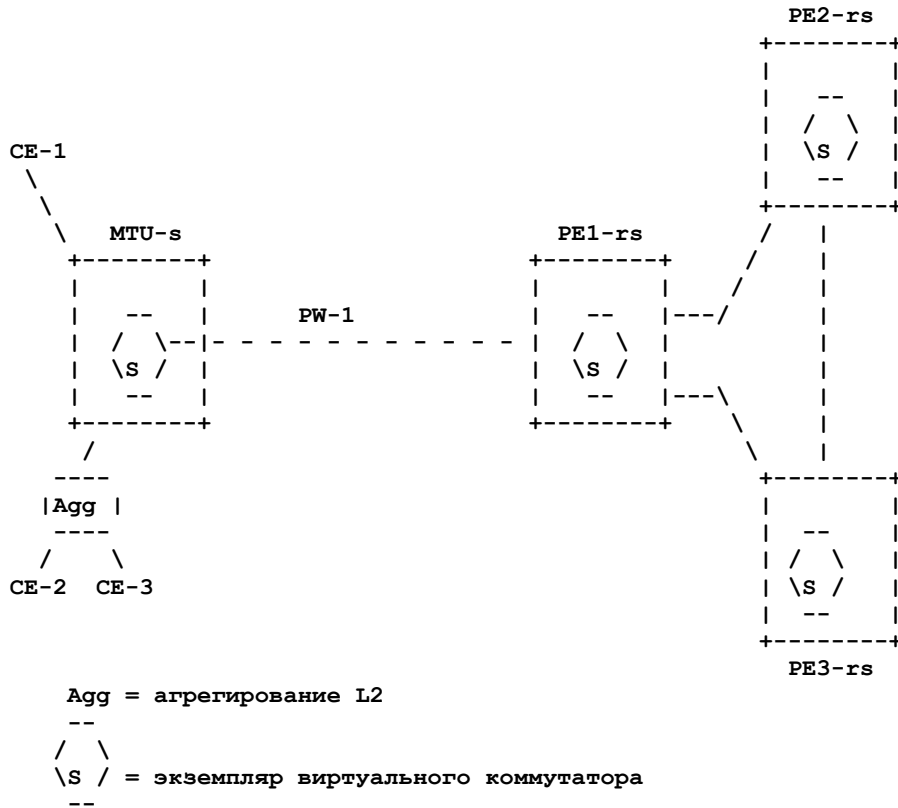 PE2-rs
S
CE-1
MTU-s PE1-rs
PW-1
S S
Agg
CE-2 CE-3
S
PE3-rs
Agg = агрегирование L2
S = экземпляр виртуального коммутатора